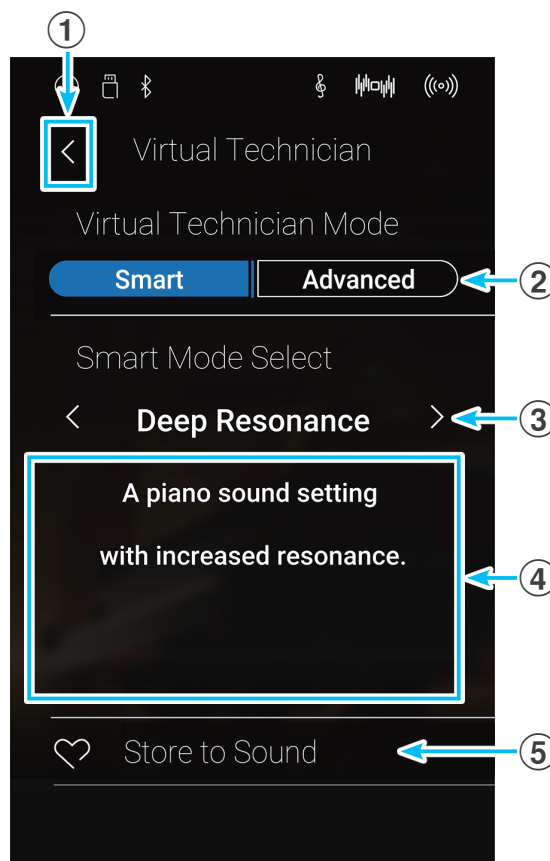 1
Virtual Technician
Virtual Technician Mode
Smart Advanced
2
Smart Mode Select
Deep Resonance
3
A piano sound setting
with increased resonance.
4
Store to Sound
5